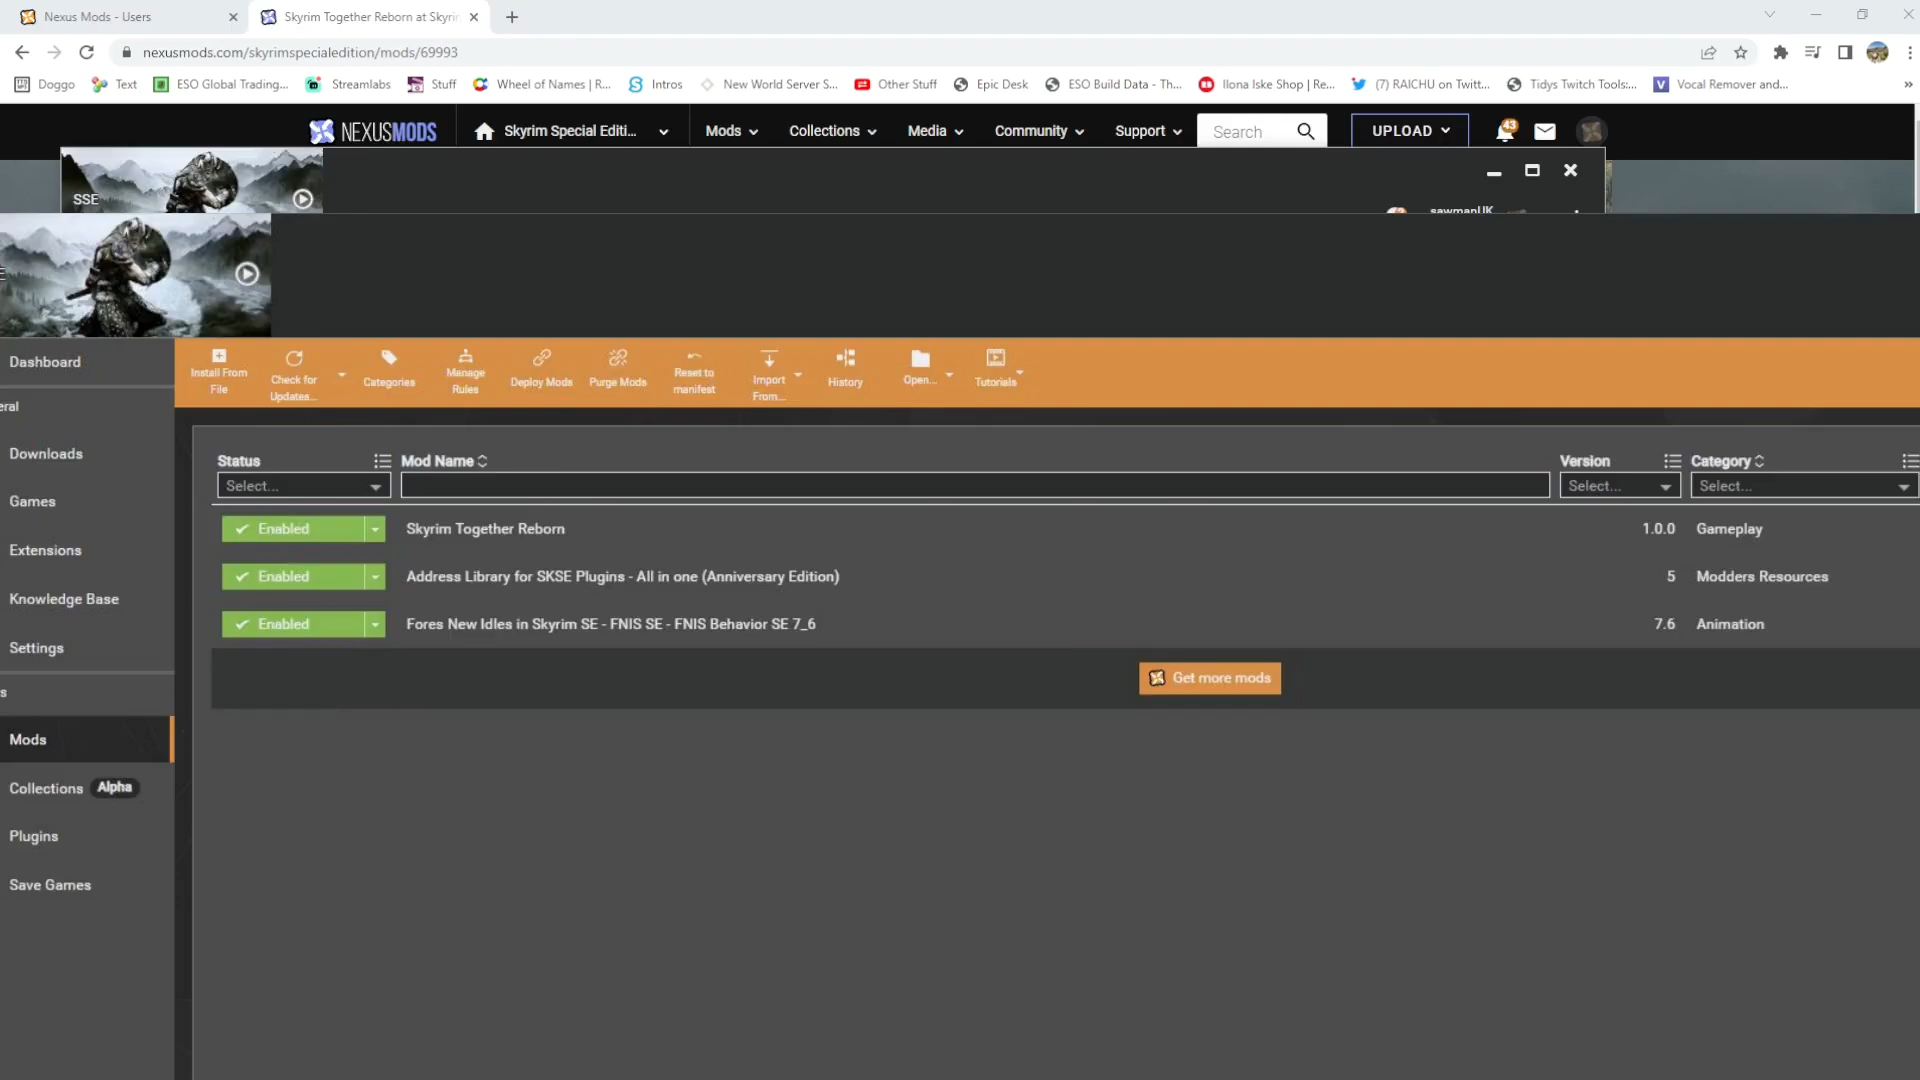 Nexus Mods - Users
Skyrim Together Reborn at Skyri
nexusmods.com/skyrimspecialedition/mods/69993
Doggo Text ESO Global Trading... Streamlabs Stuff Wheel of Names | R... Intros New World Server S... Other Stuff Epic Desk ESO Build Data - Th... Ilona Iske Shop | Re... (7) RAICHU on Twitt... Tidys Twitch Tools:... Vocal Remover and... »
NEXUSMODS Skyrim Special Editi... Mods Collections Media Community Support Search UPLOAD 43
SSE
sawmanUK
E
Dashboard
eral
Downloads
Games
Extensions
Knowledge Base
Settings
s
Mods
Collections Alpha
Plugins
Save Games
Install From File
Check for Updates...
Categories
Manage Rules
Deploy Mods
Purge Mods
Reset to manifest
Import From...
History
Open...
Tutorials
Status Mod Name Version Category
Select... Select... Select...
Enabled Skyrim Together Reborn 1.0.0 Gameplay
Enabled Address Library for SKSE Plugins - All in one (Anniversary Edition) 5 Modders Resources
Enabled Fores New Idles in Skyrim SE - FNIS SE - FNIS Behavior SE 7_6 7.6 Animation
Get more mods